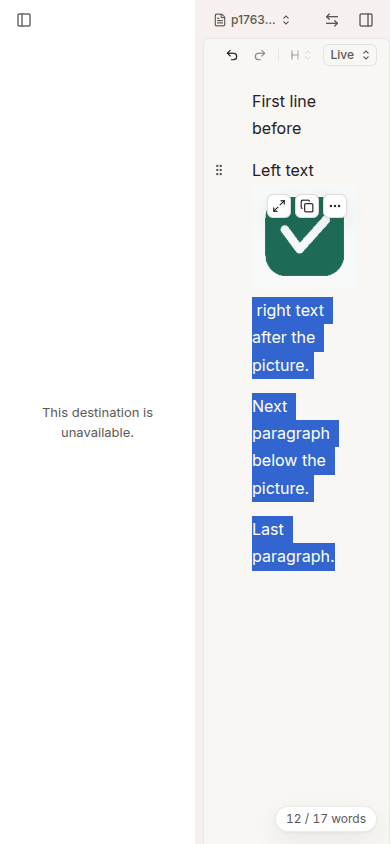 p1763...
H
Live
First line
before
Left text
right text
after the
picture.
Next
paragraph
below the
picture.
Last
paragraph.
This destination is
unavailable.
12 / 17 words